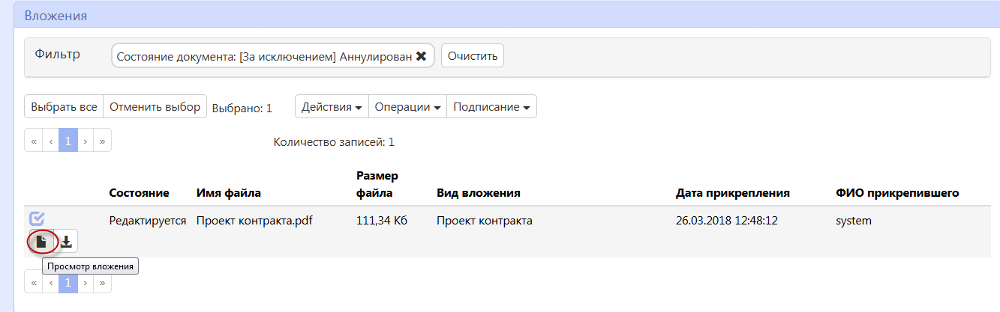 Вложения
Фильтр Состояние документа: [За исключением] Аннулирован ✖ Очистить
Выбрать все Отменить выбор Выбрано: 1 Действия Операции Подписание
« ‹ 1 › » Количество записей: 1
Состояние Имя файла Размер файла Вид вложения Дата прикрепления ФИО прикрепившего
Редактируется Проект контракта.pdf 111,34 Кб Проект контракта 26.03.2018 12:48:12 system
Просмотр вложения
« ‹ 1 › »